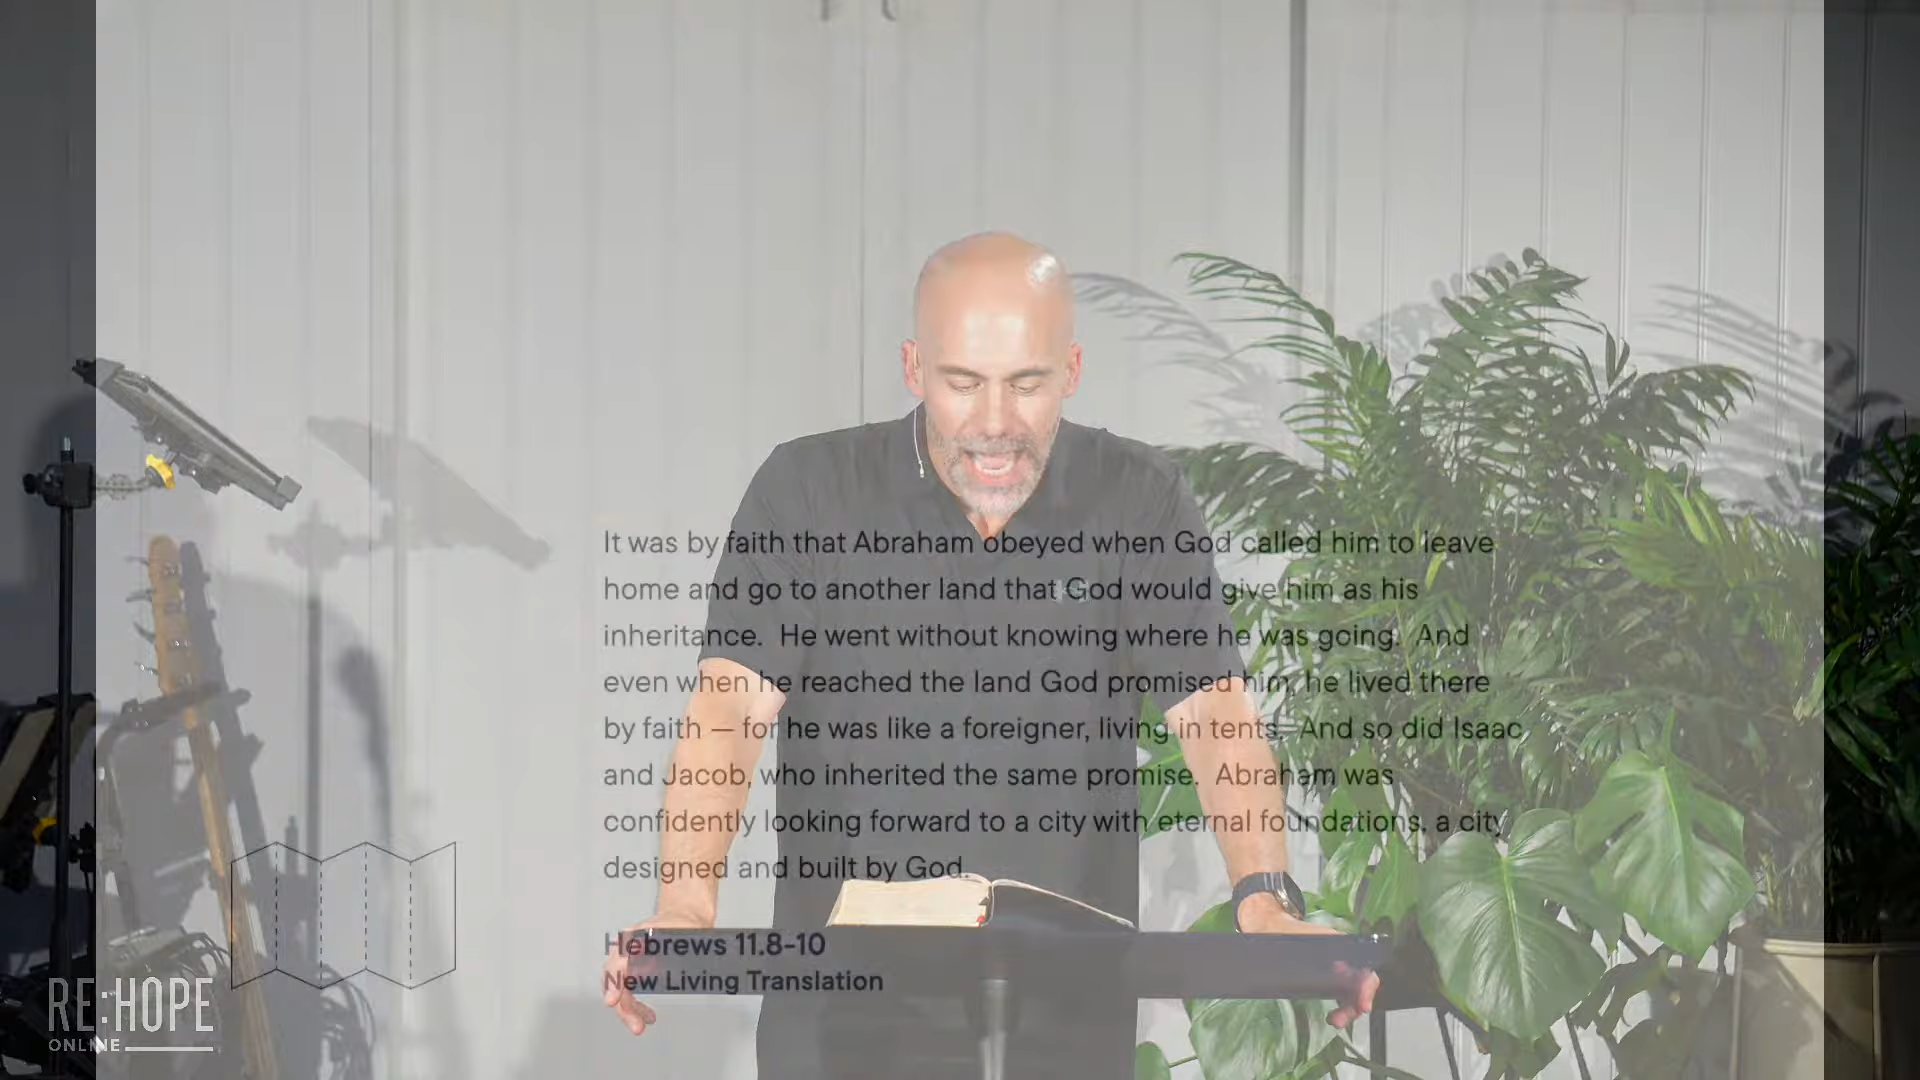 It was by faith that Abraham obeyed when God called him to leave
home and go to another land that God would give him as his
inheritance.  He went without knowing where he was going.  And
even when he reached the land God promised him, he lived there
by faith – for he was like a foreigner, living in tents.  And so did Isaac
and Jacob, who inherited the same promise.  Abraham was
confidently looking forward to a city with eternal foundations, a city
designed and built by God.
Hebrews 11.8-10
New Living Translation
RE:HOPE
ONLINE